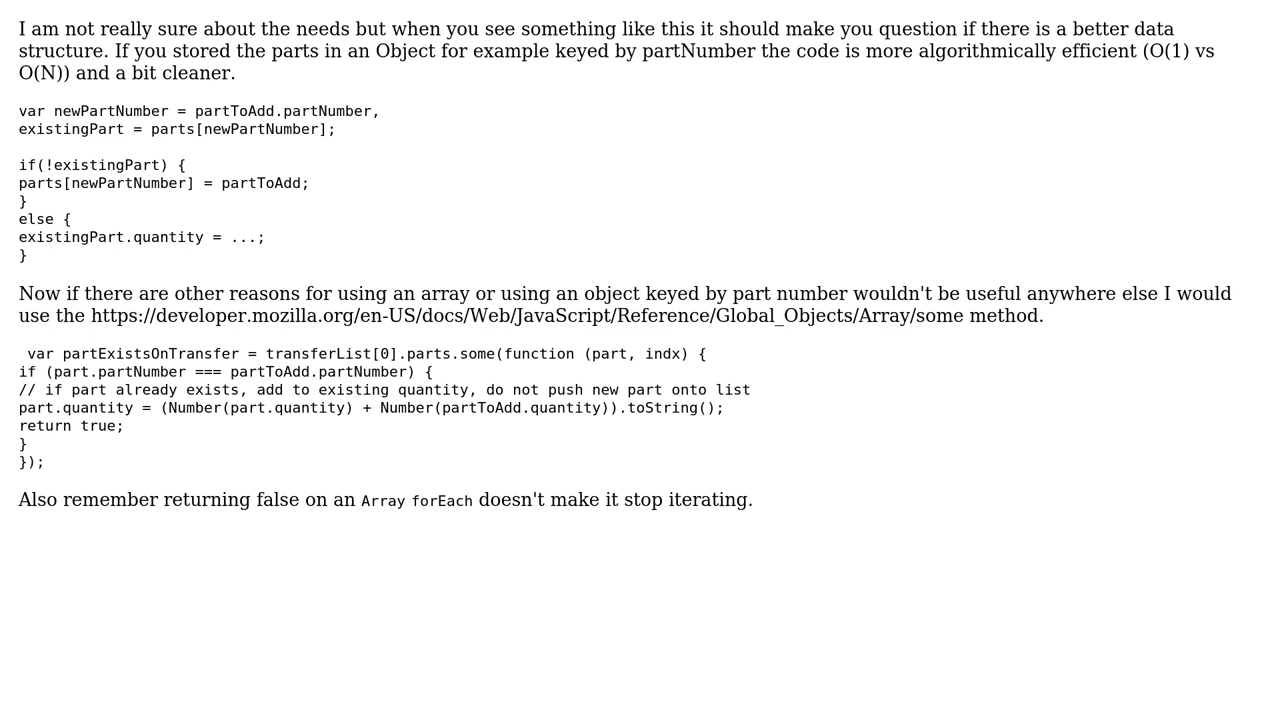 I am not really sure about the needs but when you see something like this it should make you question if there is a better data
structure. If you stored the parts in an Object for example keyed by partNumber the code is more algorithmically efficient (O(1) vs
O(N)) and a bit cleaner.
var newPartNumber = partToAdd.partNumber,
existingPart = parts[newPartNumber];
if(!existingPart) {
parts[newPartNumber] = partToAdd;
}
else {
existingPart.quantity = ...;
}
Now if there are other reasons for using an array or using an object keyed by part number wouldn't be useful anywhere else I would
use the https://developer.mozilla.org/en-US/docs/Web/JavaScript/Reference/Global_Objects/Array/some method.
var partExistsOnTransfer = transferList[0].parts.some(function (part, indx) {
if (part.partNumber === partToAdd.partNumber) {
// if part already exists, add to existing quantity, do not push new part onto list
part.quantity = (Number(part.quantity) + Number(partToAdd.quantity)).toString();
return true;
}
});
Also remember returning false on an Array forEach doesn't make it stop iterating.